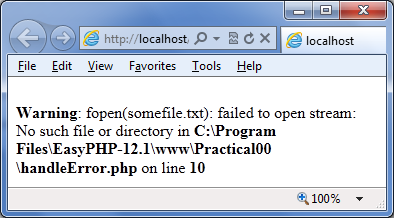 http://localhost/
localhost
File Edit View Favorites Tools Help
Warning: fopen(somefile.txt): failed to open stream:
No such file or directory in C:\Program
Files\EasyPHP-12.1\www\Practical00
\handleError.php on line 10
100%